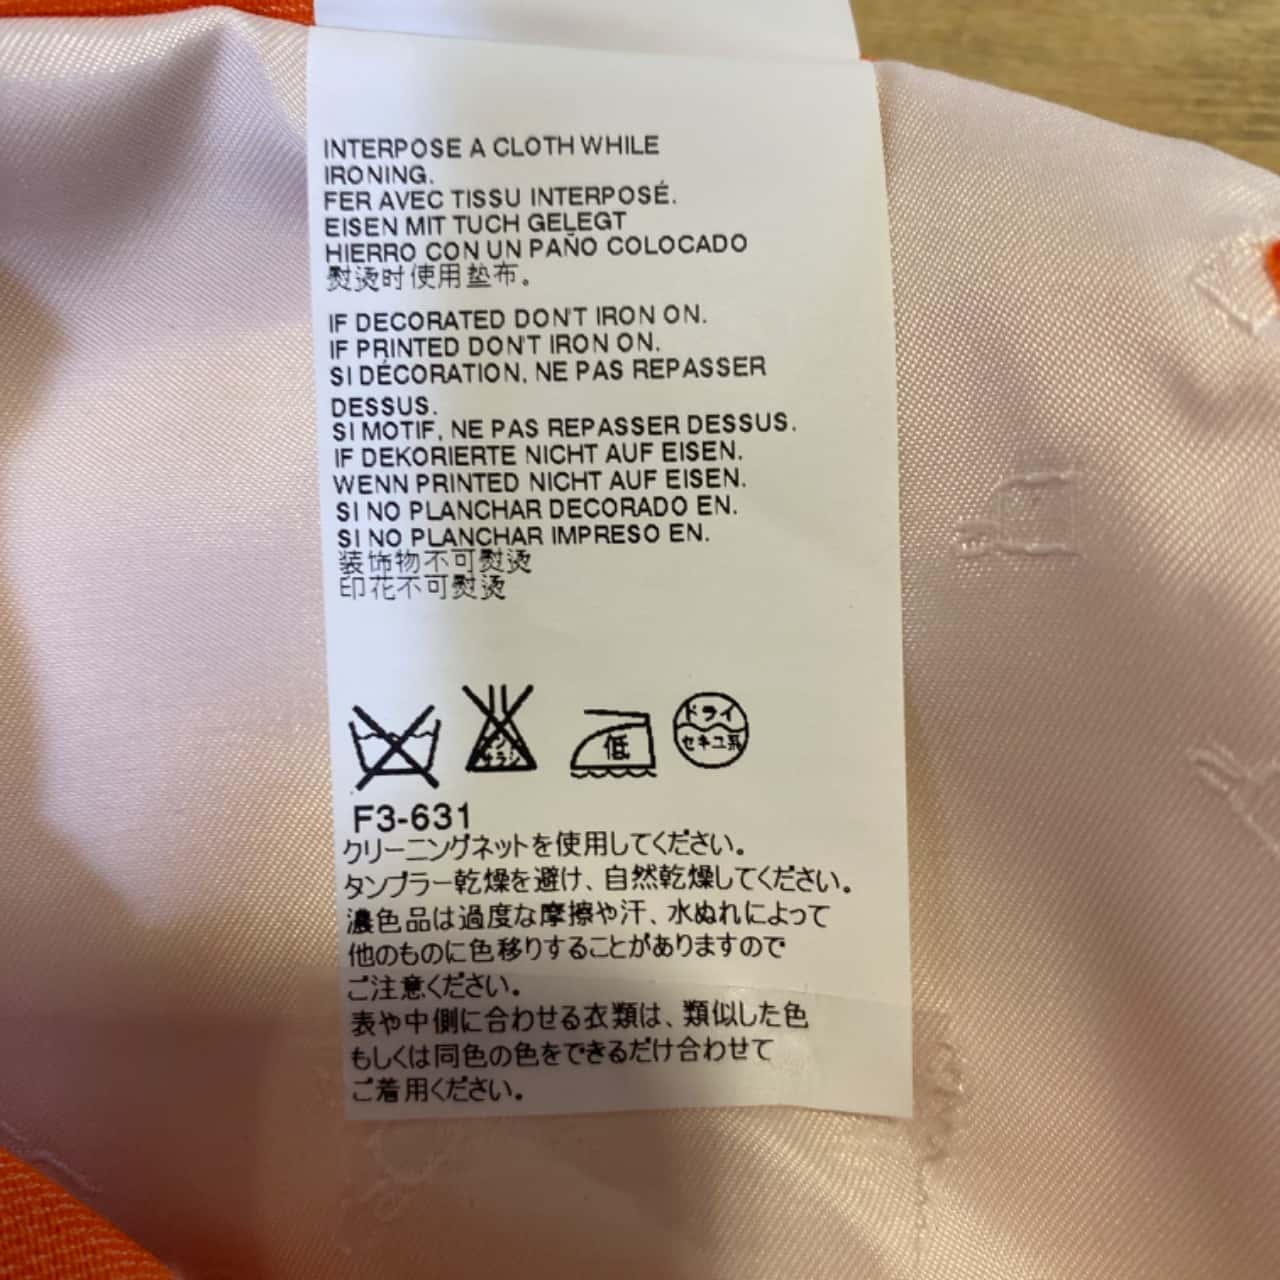 INTERPOSE A CLOTH WHILE
IRONING.
FER AVEC TISSU INTERPOSÉ.
EISEN MIT TUCH GELEGT
HIERRO CON UN PAÑO COLOCADO
熨烫时使用垫布。
IF DECORATED DON'T IRON ON.
IF PRINTED DON'T IRON ON.
SI DÉCORATION, NE PAS REPASSER
DESSUS.
SI MOTIF, NE PAS REPASSER DESSUS.
IF DEKORIERTE NICHT AUF EISEN.
WENN PRINTED NICHT AUF EISEN.
SI NO PLANCHAR DECORADO EN.
SI NO PLANCHAR IMPRESO EN.
装饰物不可熨烫
印花不可熨烫
エンソ
サラシ
低
ドライ
セキユ系
F3-631
クリーニングネットを使用してください。
タンブラー乾燥を避け、自然乾燥してください。
濃色品は過度な摩擦や汗、水ぬれによって
他のものに色移りすることがありますので
ご注意ください。
表や中側に合わせる衣類は、類似した色
もしくは同色の色をできるだけ合わせて
ご着用ください。